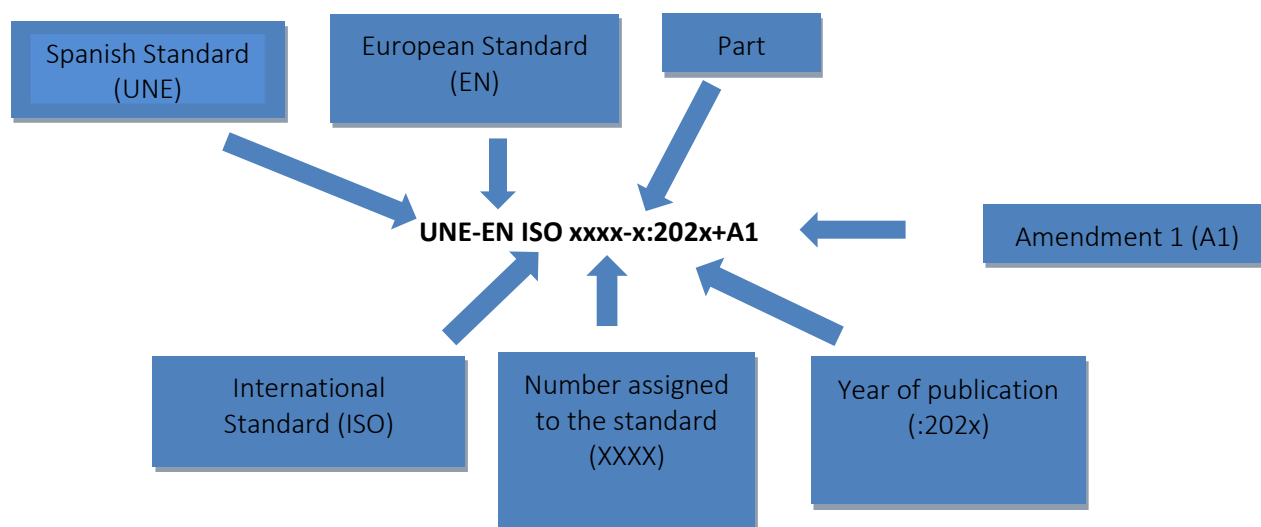 Spanish Standard
(UNE)
European Standard
(EN)
Part
UNE-EN ISO xxxx-x:202x+A1
Amendment 1 (A1)
International
Standard (ISO)
Number assigned
to the standard
(XXXX)
Year of publication
(:202x)